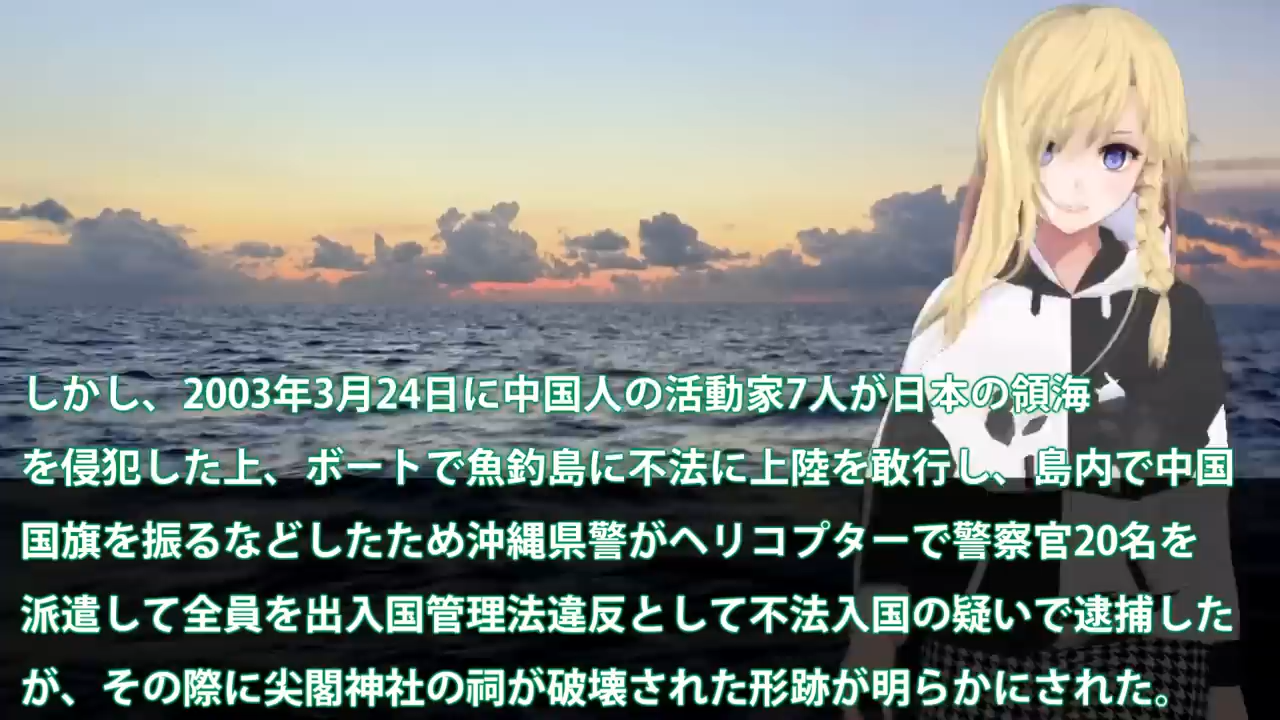 しかし、2003年3月24日に中国人の活動家7人が日本の領海
を侵犯した上、ボートで魚釣島に不法に上陸を敢行し、島内で中国
国旗を振るなどしたため沖縄県警がヘリコプターで警察官20名を
派遣して全員を出入国管理法違反として不法入国の疑いで逮捕した
が、その際に尖閣神社の祠が破壊された形跡が明らかにされた。